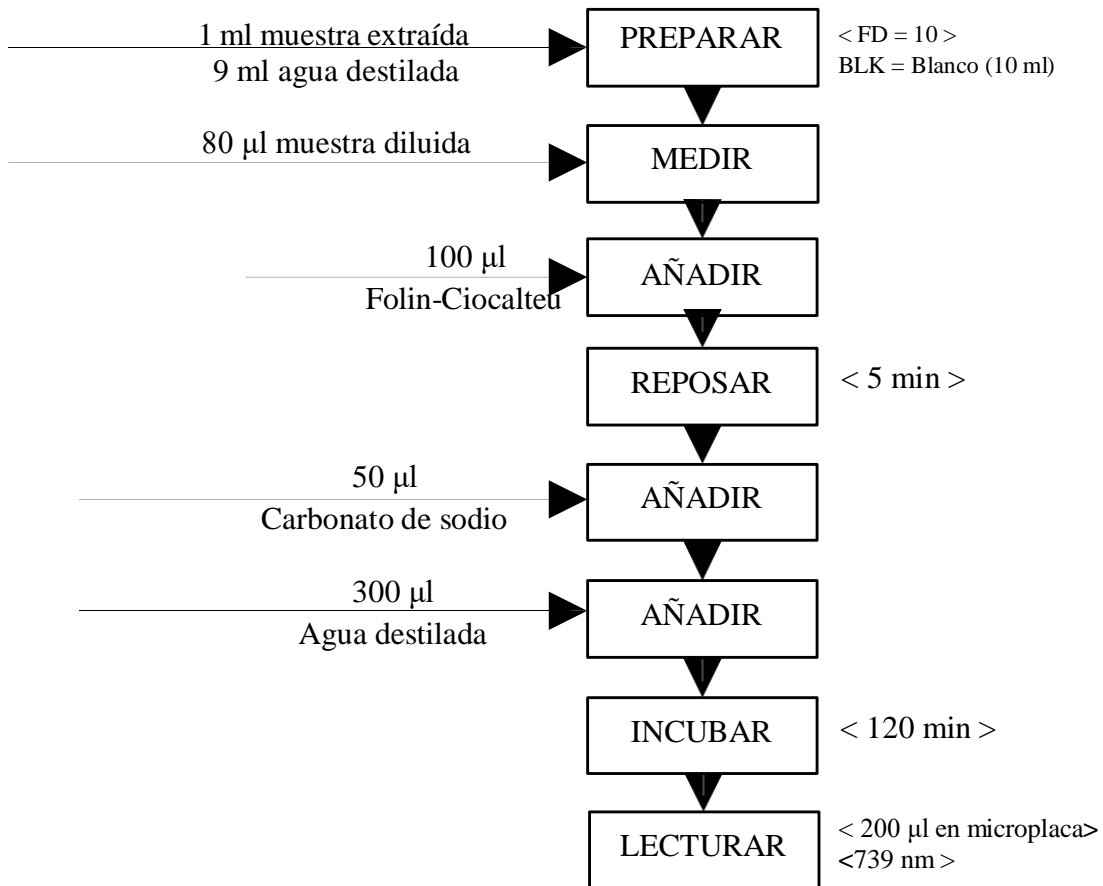 1 ml muestra extraída
9 ml agua destilada
PREPARAR
< FD = 10 >
BLK = Blanco (10 ml)
80 µl muestra diluida
MEDIR
100 µl
Folin-Ciocalteu
AÑADIR
REPOSAR
< 5 min >
50 µl
Carbonato de sodio
AÑADIR
300 µl
Agua destilada
AÑADIR
INCUBAR
< 120 min >
LECTURAR
< 200 µl en microplaca>
<739 nm >